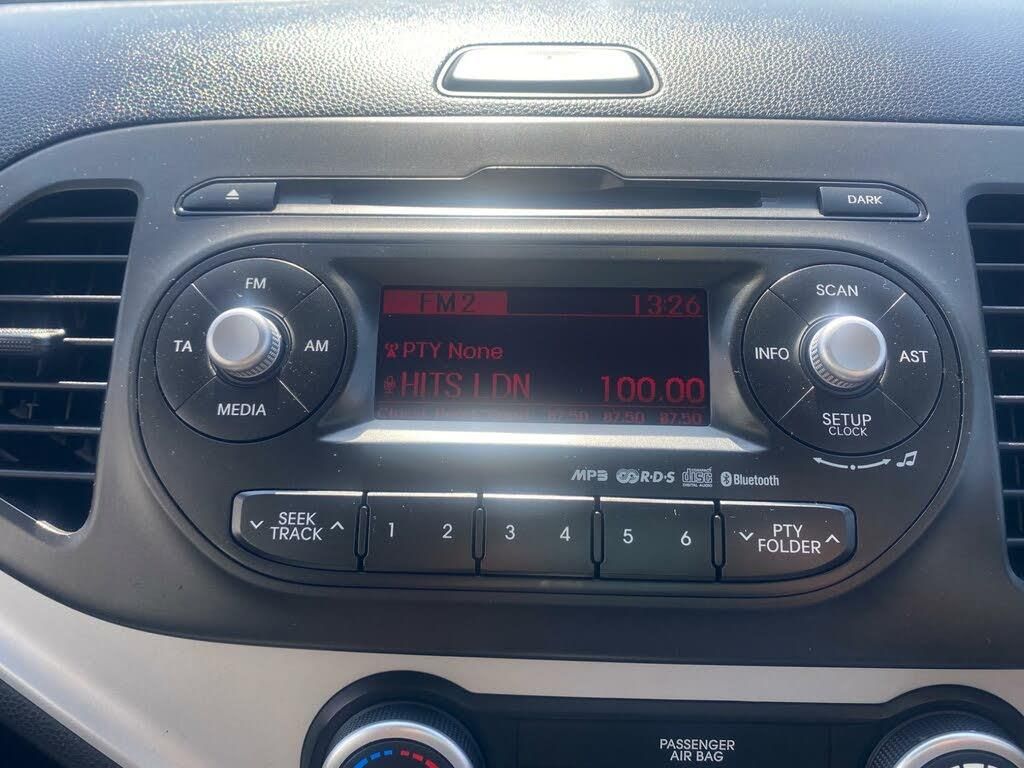 DARK
FM
TA
AM
MEDIA
FM2 13:26
PTY None
HITS LDN 100.00
87.50 87.50
SCAN
INFO
AST
SETUP
CLOCK
MP3 R·D·S disc DIGITAL AUDIO Bluetooth
SEEK
TRACK
1 2 3 4 5 6
PTY
FOLDER
PASSENGER
AIR BAG